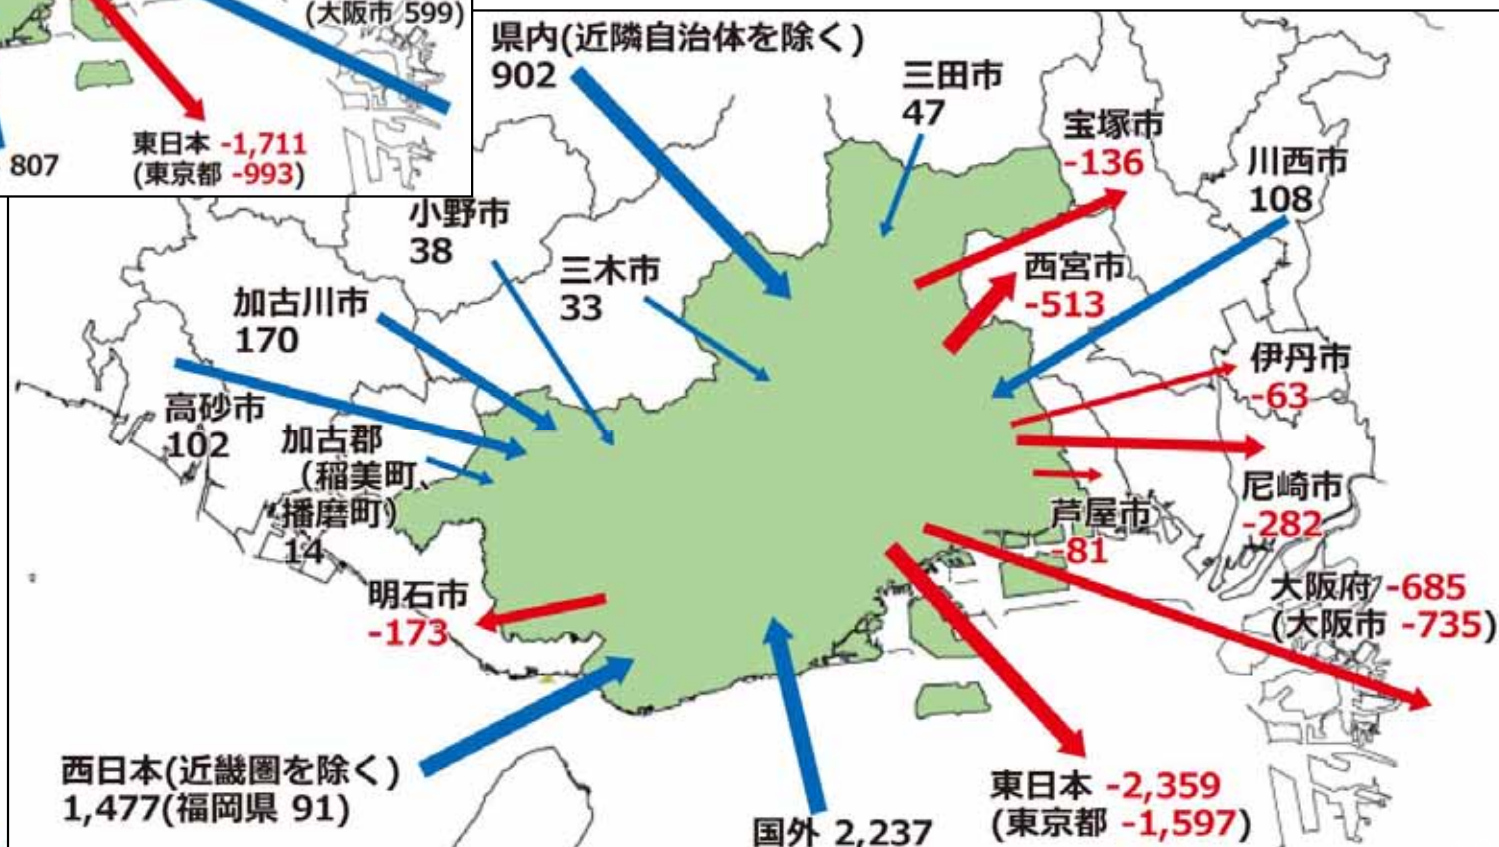 (大阪市 599)
807
東日本 -1,711
(東京都 -993)
県内(近隣自治体を除く)
902
三田市
47
宝塚市
-136
川西市
108
小野市
38
三木市
33
西宮市
-513
加古川市
170
伊丹市
-63
高砂市
102
加古郡
(稲美町、
播磨町)
14
尼崎市
-282
芦屋市
-81
明石市
-173
大阪府 -685
(大阪市 -735)
西日本(近畿圏を除く)
1,477(福岡県 91)
国外 2,237
東日本 -2,359
(東京都 -1,597)